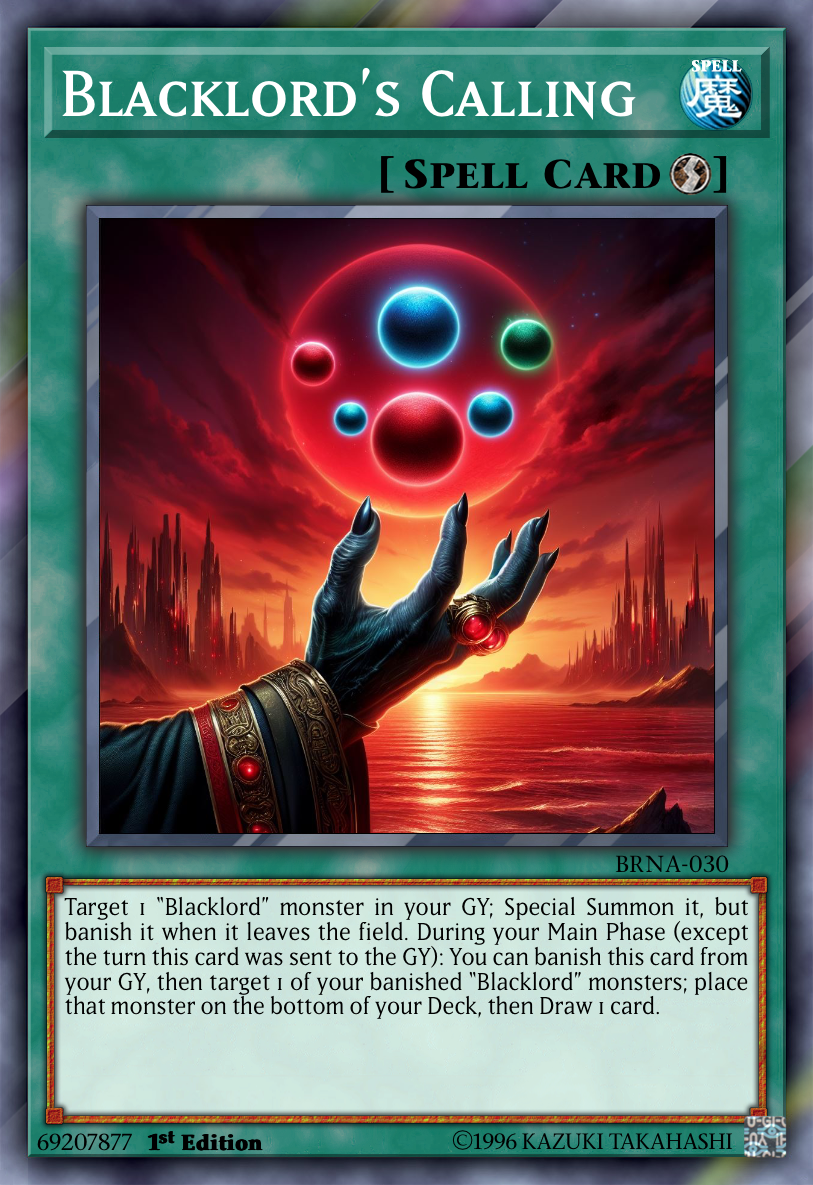 Blacklord's Calling
SPELL
魔
[ Spell Card ]
BRNA-030
Target 1 "Blacklord" monster in your GY; Special Summon it, but
banish it when it leaves the field. During your Main Phase (except
the turn this card was sent to the GY): You can banish this card from
your GY, then target 1 of your banished "Blacklord" monsters; place
that monster on the bottom of your Deck, then Draw 1 card.
69207877 1st Edition ©1996 KAZUKI TAKAHASHI